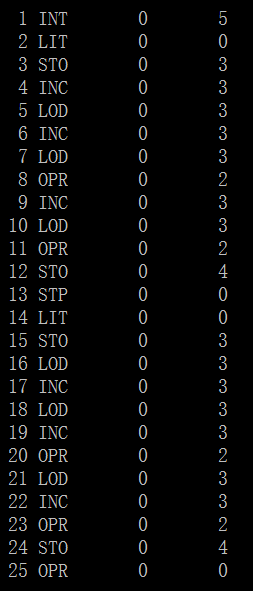 1 INT 0 5
2 LIT 0 0
3 STO 0 3
4 INC 0 3
5 LOD 0 3
6 INC 0 3
7 LOD 0 3
8 OPR 0 2
9 INC 0 3
10 LOD 0 3
11 OPR 0 2
12 STO 0 4
13 STP 0 0
14 LIT 0 0
15 STO 0 3
16 LOD 0 3
17 INC 0 3
18 LOD 0 3
19 INC 0 3
20 OPR 0 2
21 LOD 0 3
22 INC 0 3
23 OPR 0 2
24 STO 0 4
25 OPR 0 0